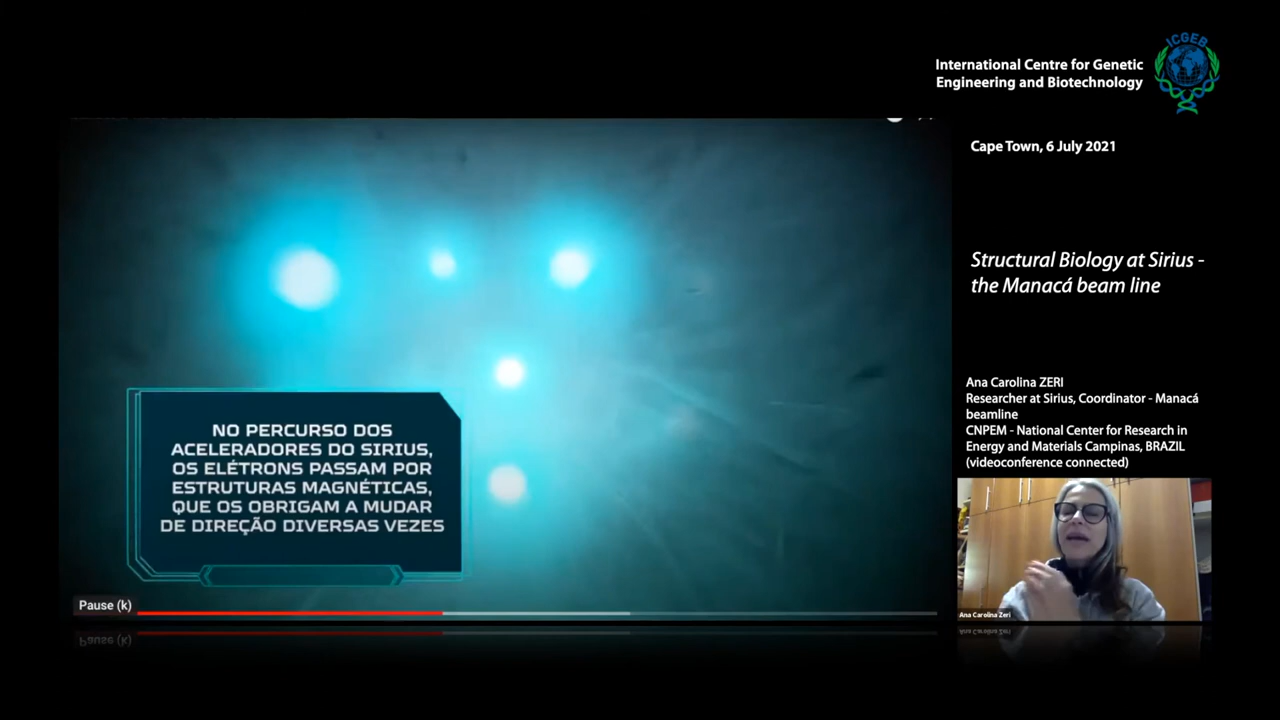 ICGEB
International Centre for Genetic
Engineering and Biotechnology
Cape Town, 6 July 2021
Structural Biology at Sirius -
the Manacá beam line
NO PERCURSO DOS
ACELERADORES DO SIRIUS,
OS ELÉTRONS PASSAM POR
ESTRUTURAS MAGNÉTICAS,
QUE OS OBRIGAM A MUDAR
DE DIREÇÃO DIVERSAS VEZES
Pause (k)
Ana Carolina ZERI
Researcher at Sirius, Coordinator - Manacá
beamline
CNPEM - National Center for Research in
Energy and Materials Campinas, BRAZIL
(videoconference connected)
Ana Carolina Zeri